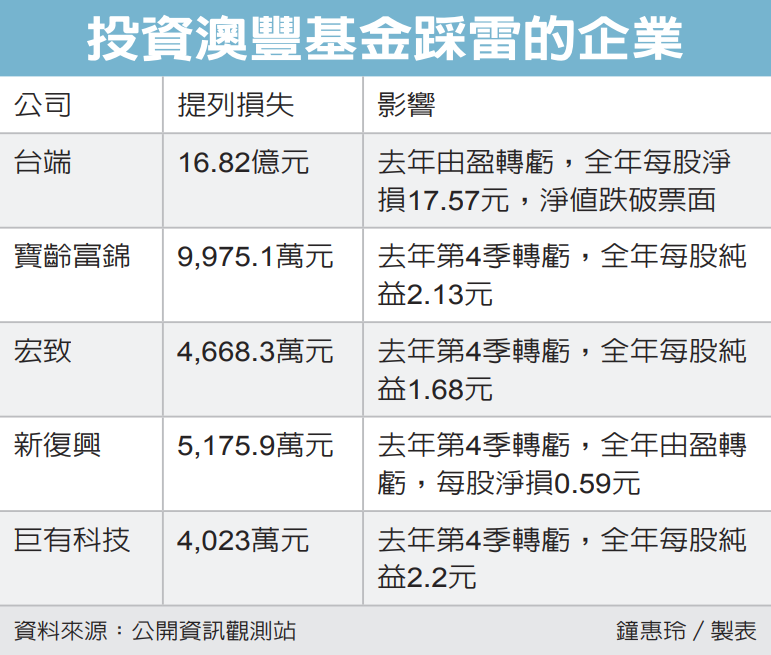 投資澳豐基金踩雷的企業
公司 提列損失 影響
台端 16.82億元 去年由盈轉虧，全年每股淨
損17.57元，淨值跌破票面
寶齡富錦 9,975.1萬元 去年第4季轉虧，全年每股純
益2.13元
宏致 4,668.3萬元 去年第4季轉虧，全年每股純
益1.68元
新復興 5,175.9萬元 去年第4季轉虧，全年由盈轉
虧，每股淨損0.59元
巨有科技 4,023萬元 去年第4季轉虧，全年每股純
益2.2元
資料來源：公開資訊觀測站 鐘惠玲／製表